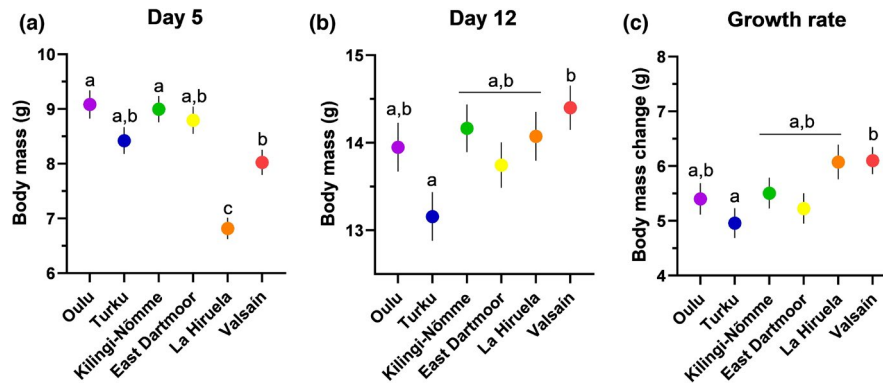 (a)
Day 5
Body mass (g)
10
9
8
7
6
a
a,b
a
a,b
c
b
Oulu
Turku
Kilingi-Nõmme
East Dartmoor
La Hiruela
Valsaín
(b)
Day 12
Body mass (g)
15
14
13
a,b
a
a,b
b
Oulu
Turku
Kilingi-Nõmme
East Dartmoor
La Hiruela
Valsaín
(c)
Growth rate
Body mass change (g)
8
7
6
5
4
a,b
a
a,b
b
Oulu
Turku
Kilingi-Nõmme
East Dartmoor
La Hiruela
Valsaín